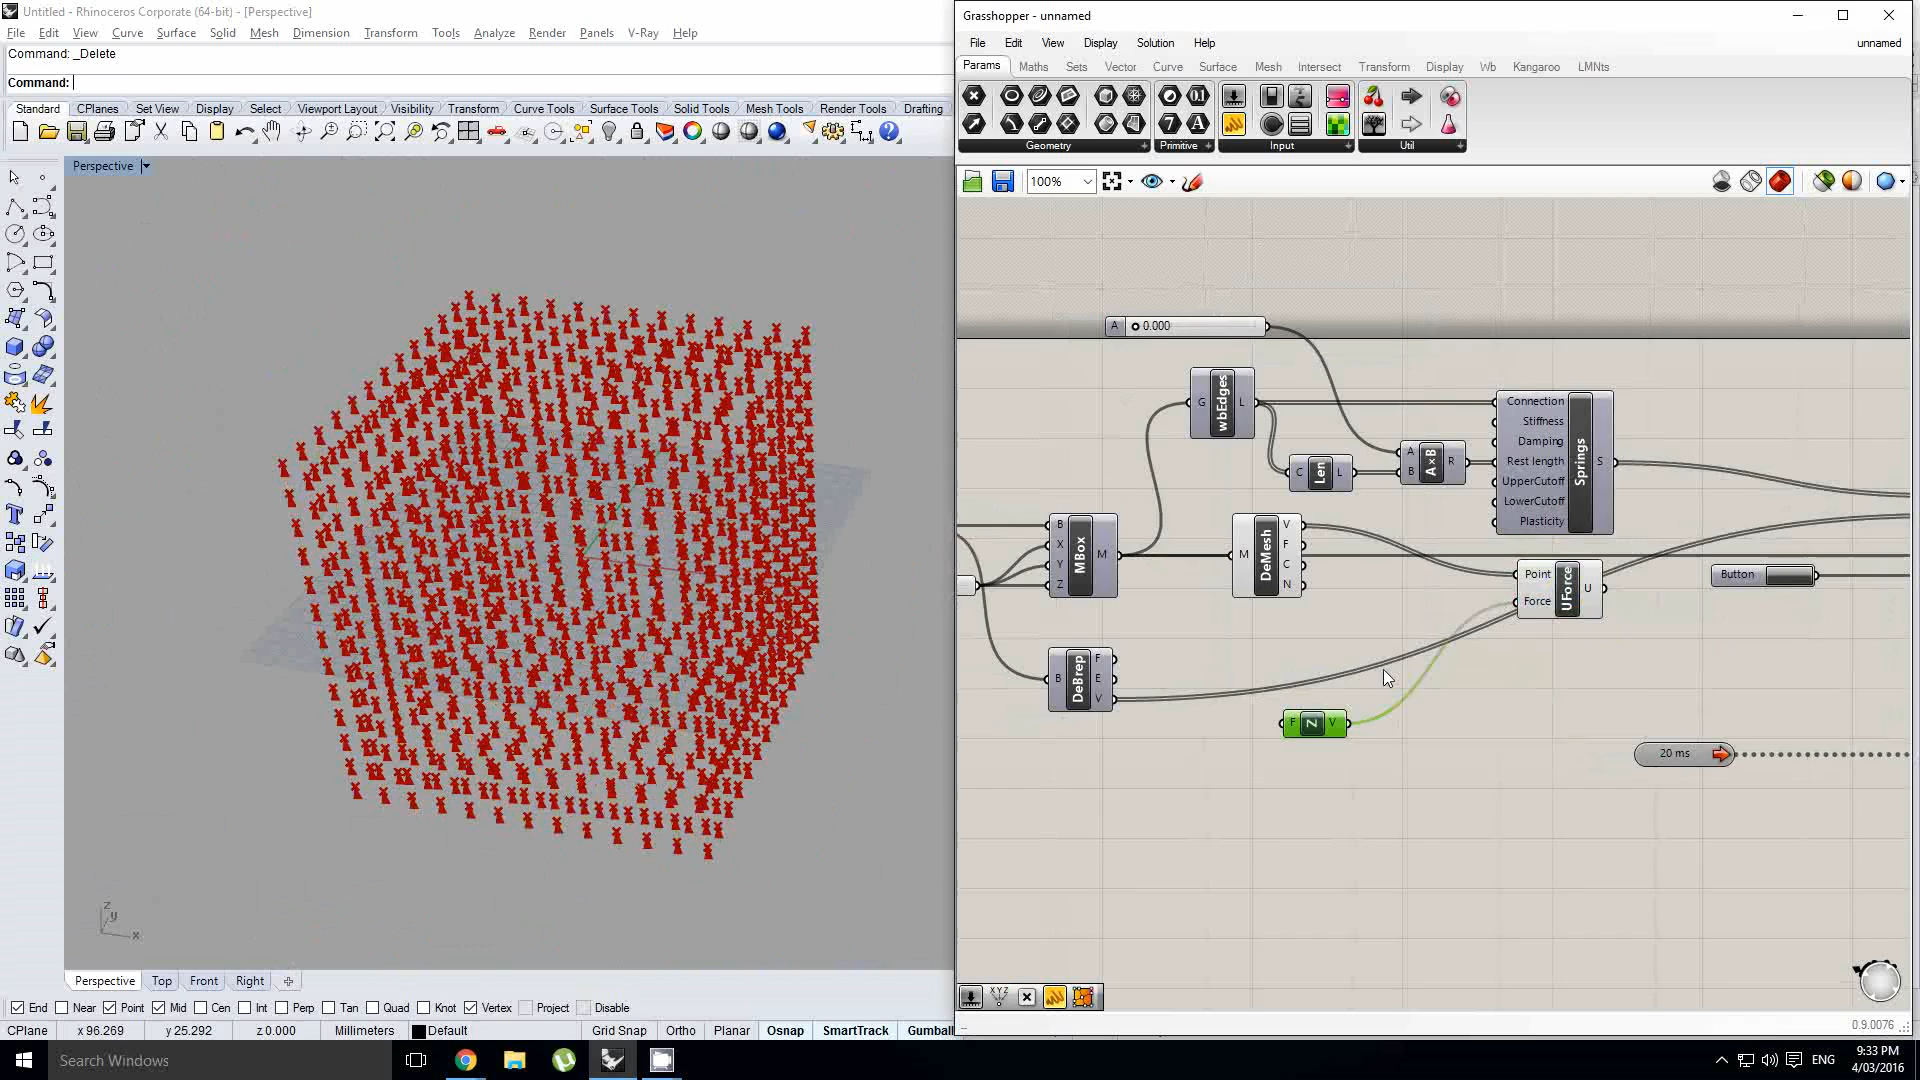 Untitled - Rhinoceros Corporate (64-bit) - [Perspective]
File Edit View Curve Surface Solid Mesh Dimension Transform Tools Analyze Render Panels V-Ray Help
Command: _Delete
Command:
Standard CPlanes Set View Display Select Viewport Layout Visibility Transform Curve Tools Surface Tools Solid Tools Mesh Tools Render Tools Drafting
Perspective
z
y
x
Perspective Top Front Right
End Near Point Mid Cen Int Perp Tan Quad Knot Vertex Project Disable
CPlane x 96.269 y 25.292 z 0.000 Millimeters Default Grid Snap Ortho Planar Osnap SmartTrack Gumball
Grasshopper - unnamed
File Edit View Display Solution Help unnamed
Params Maths Sets Vector Curve Surface Mesh Intersect Transform Display Wb Kangaroo LMNts
Geometry Primitive Input Util
100%
A 0.000
G wbEdges L
C Len L
A B A×B R
Connection
Stiffness
Damping
Rest length
UpperCutoff
LowerCutoff
Plasticity
Springs
S
B X Y Z MBox M
M DeMesh V F C N
Point Force UForce U
Button
B DeBrep F E V
F Z V
20 ms
XYZ
0.9.0076
Search Windows
ENG
9:33 PM
4/03/2016